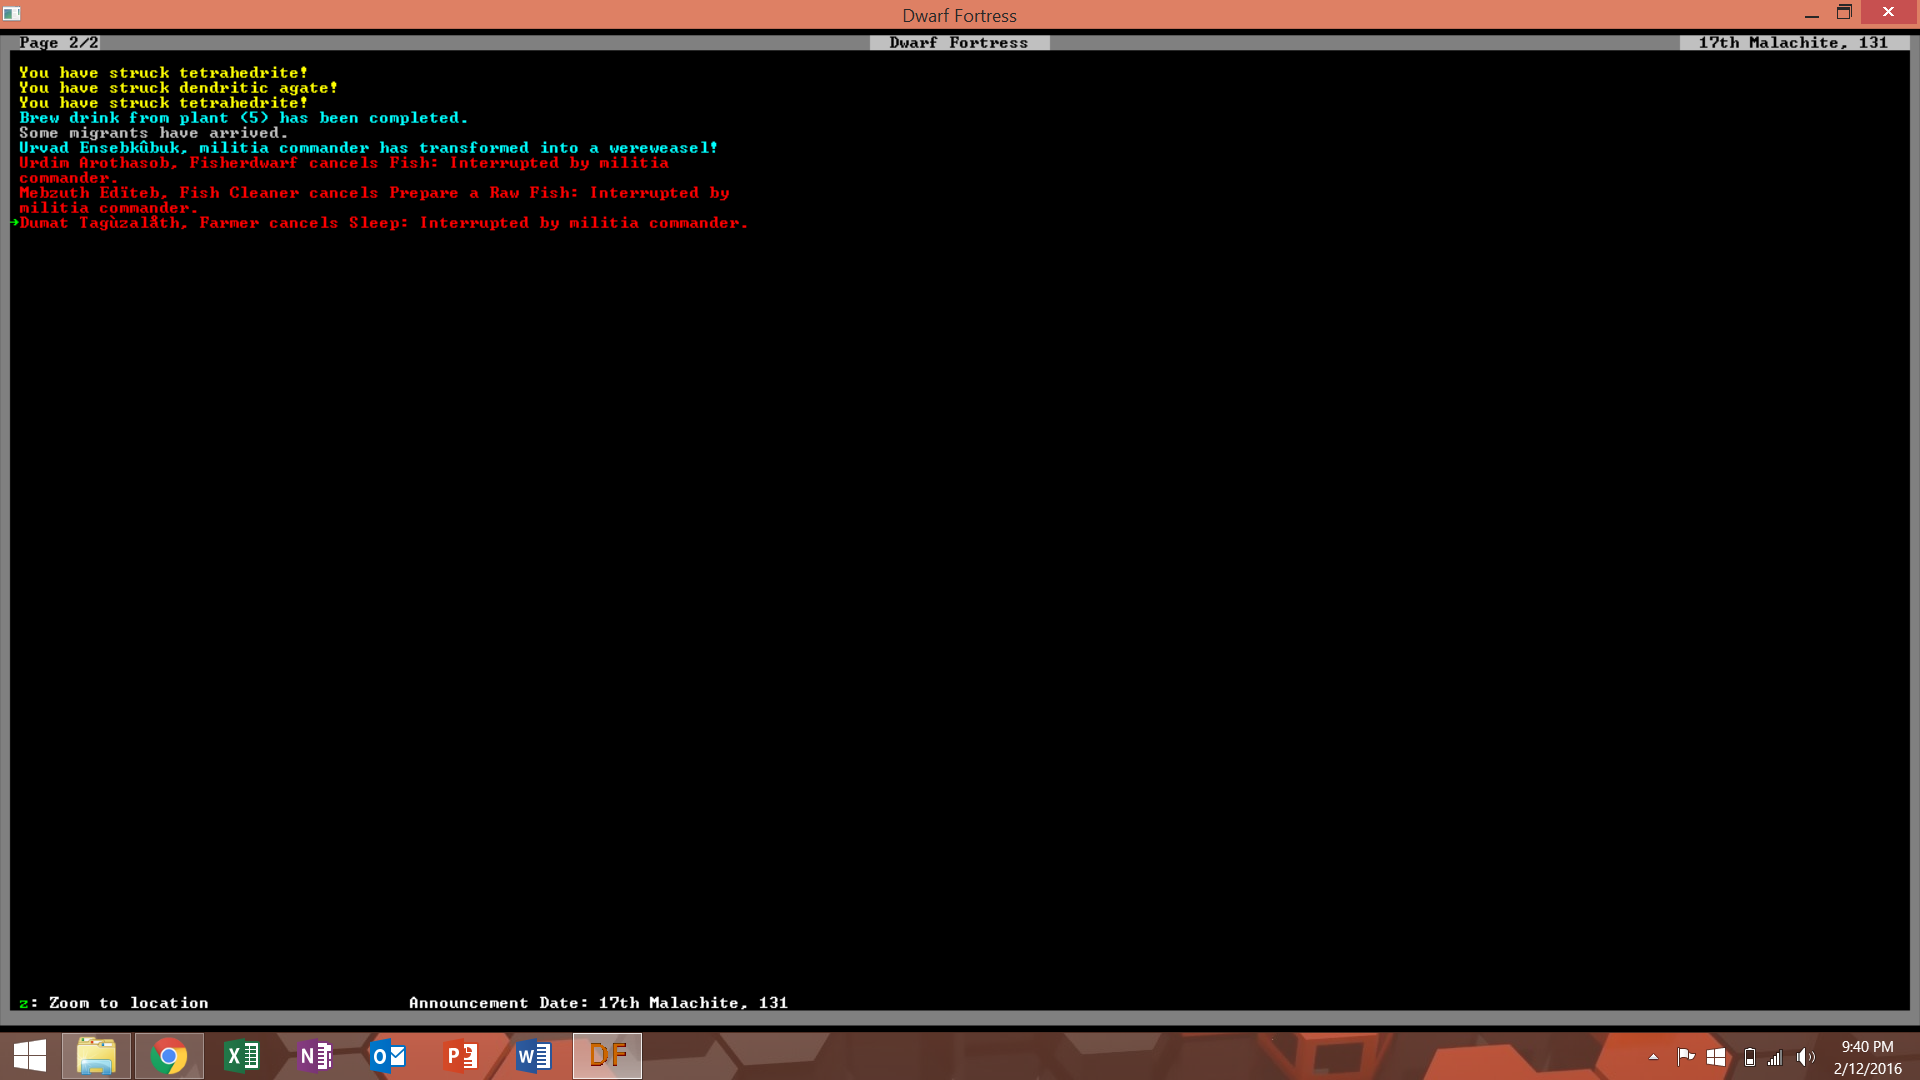 Dwarf Fortress
Page 2/2 Dwarf Fortress 17th Malachite, 131
You have struck tetrahedrite!
You have struck dendritic agate!
You have struck tetrahedrite!
Brew drink from plant (5) has been completed.
Some migrants have arrived.
Urvad Ensebkûbuk, militia commander has transformed into a wereweasel!
Urdim Arothasob, Fisherdwarf cancels Fish: Interrupted by militia
commander.
Mebzuth Edïteb, Fish Cleaner cancels Prepare a Raw Fish: Interrupted by
militia commander.
Dumat Tagùzalåth, Farmer cancels Sleep: Interrupted by militia commander.
z: Zoom to location Announcement Date: 17th Malachite, 131
DF
9:40 PM
2/12/2016